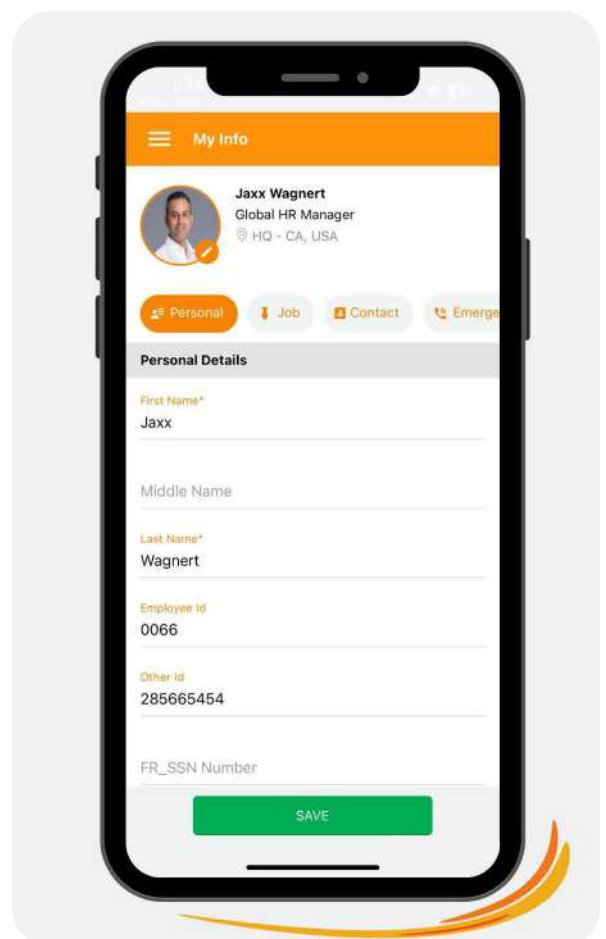 My Info
Jaxx Wagnert
Global HR Manager
HQ - CA, USA
Personal
Job
Contact
Emerge
Personal Details
First Name*
Jaxx
Middle Name
Last Name*
Wagnert
Employee Id
0066
Other Id
285665454
FR_SSN Number
SAVE